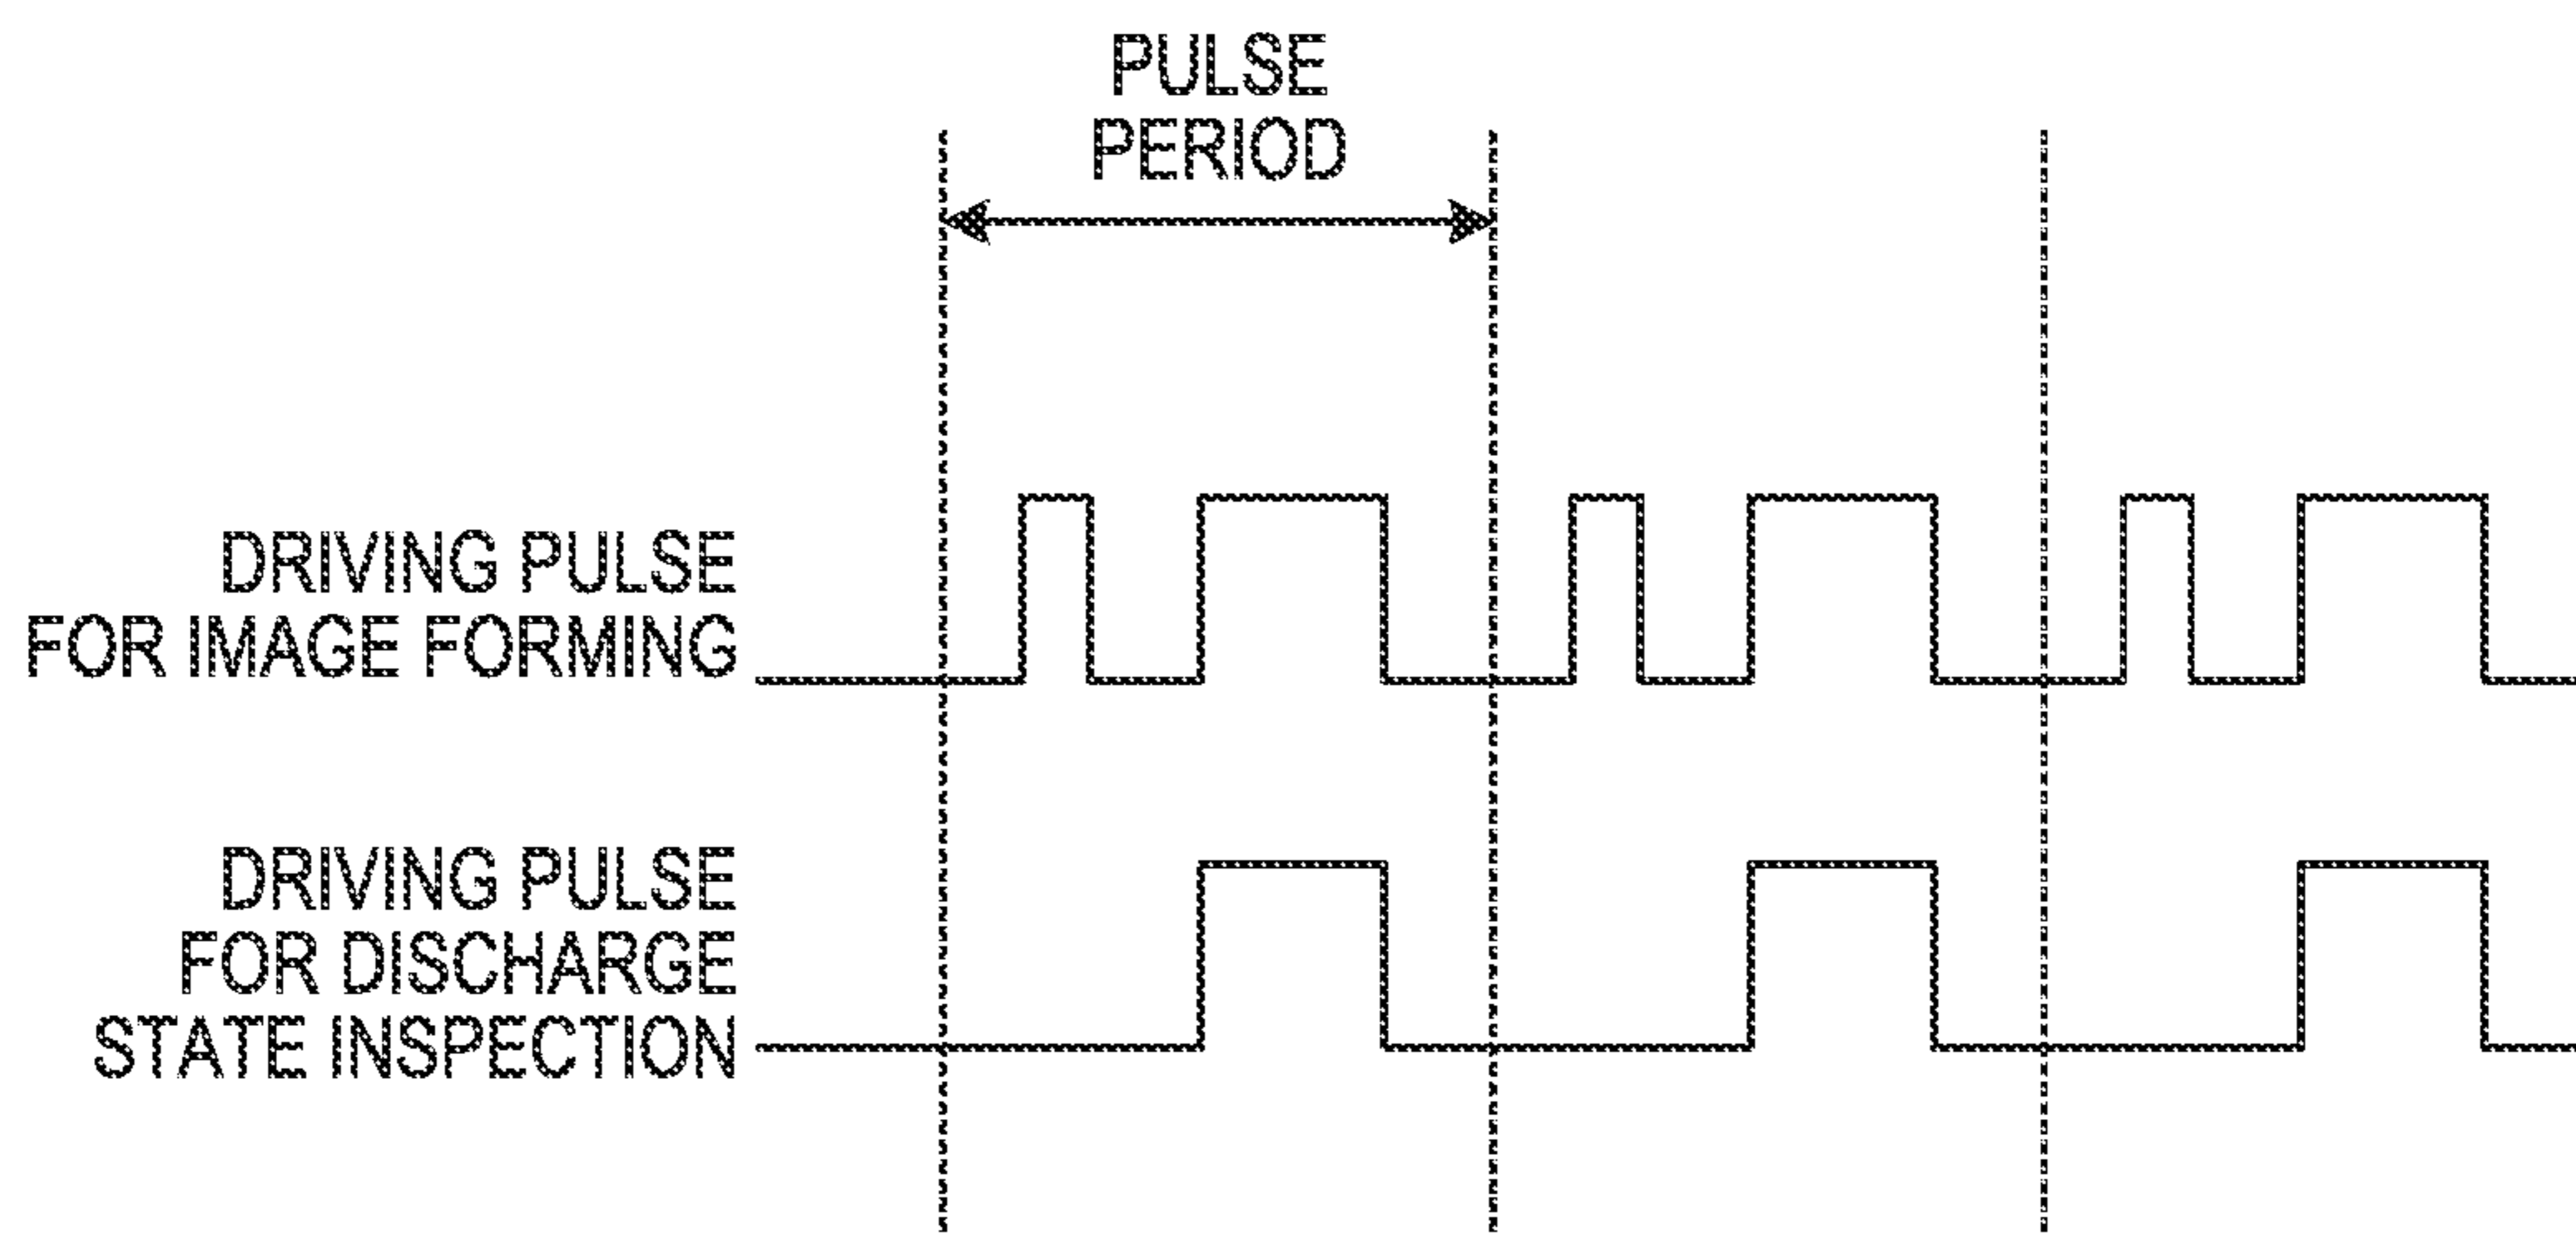 PULSE
PERIOD
DRIVING PULSE
FOR IMAGE FORMING
DRIVING PULSE
FOR DISCHARGE
STATE INSPECTION